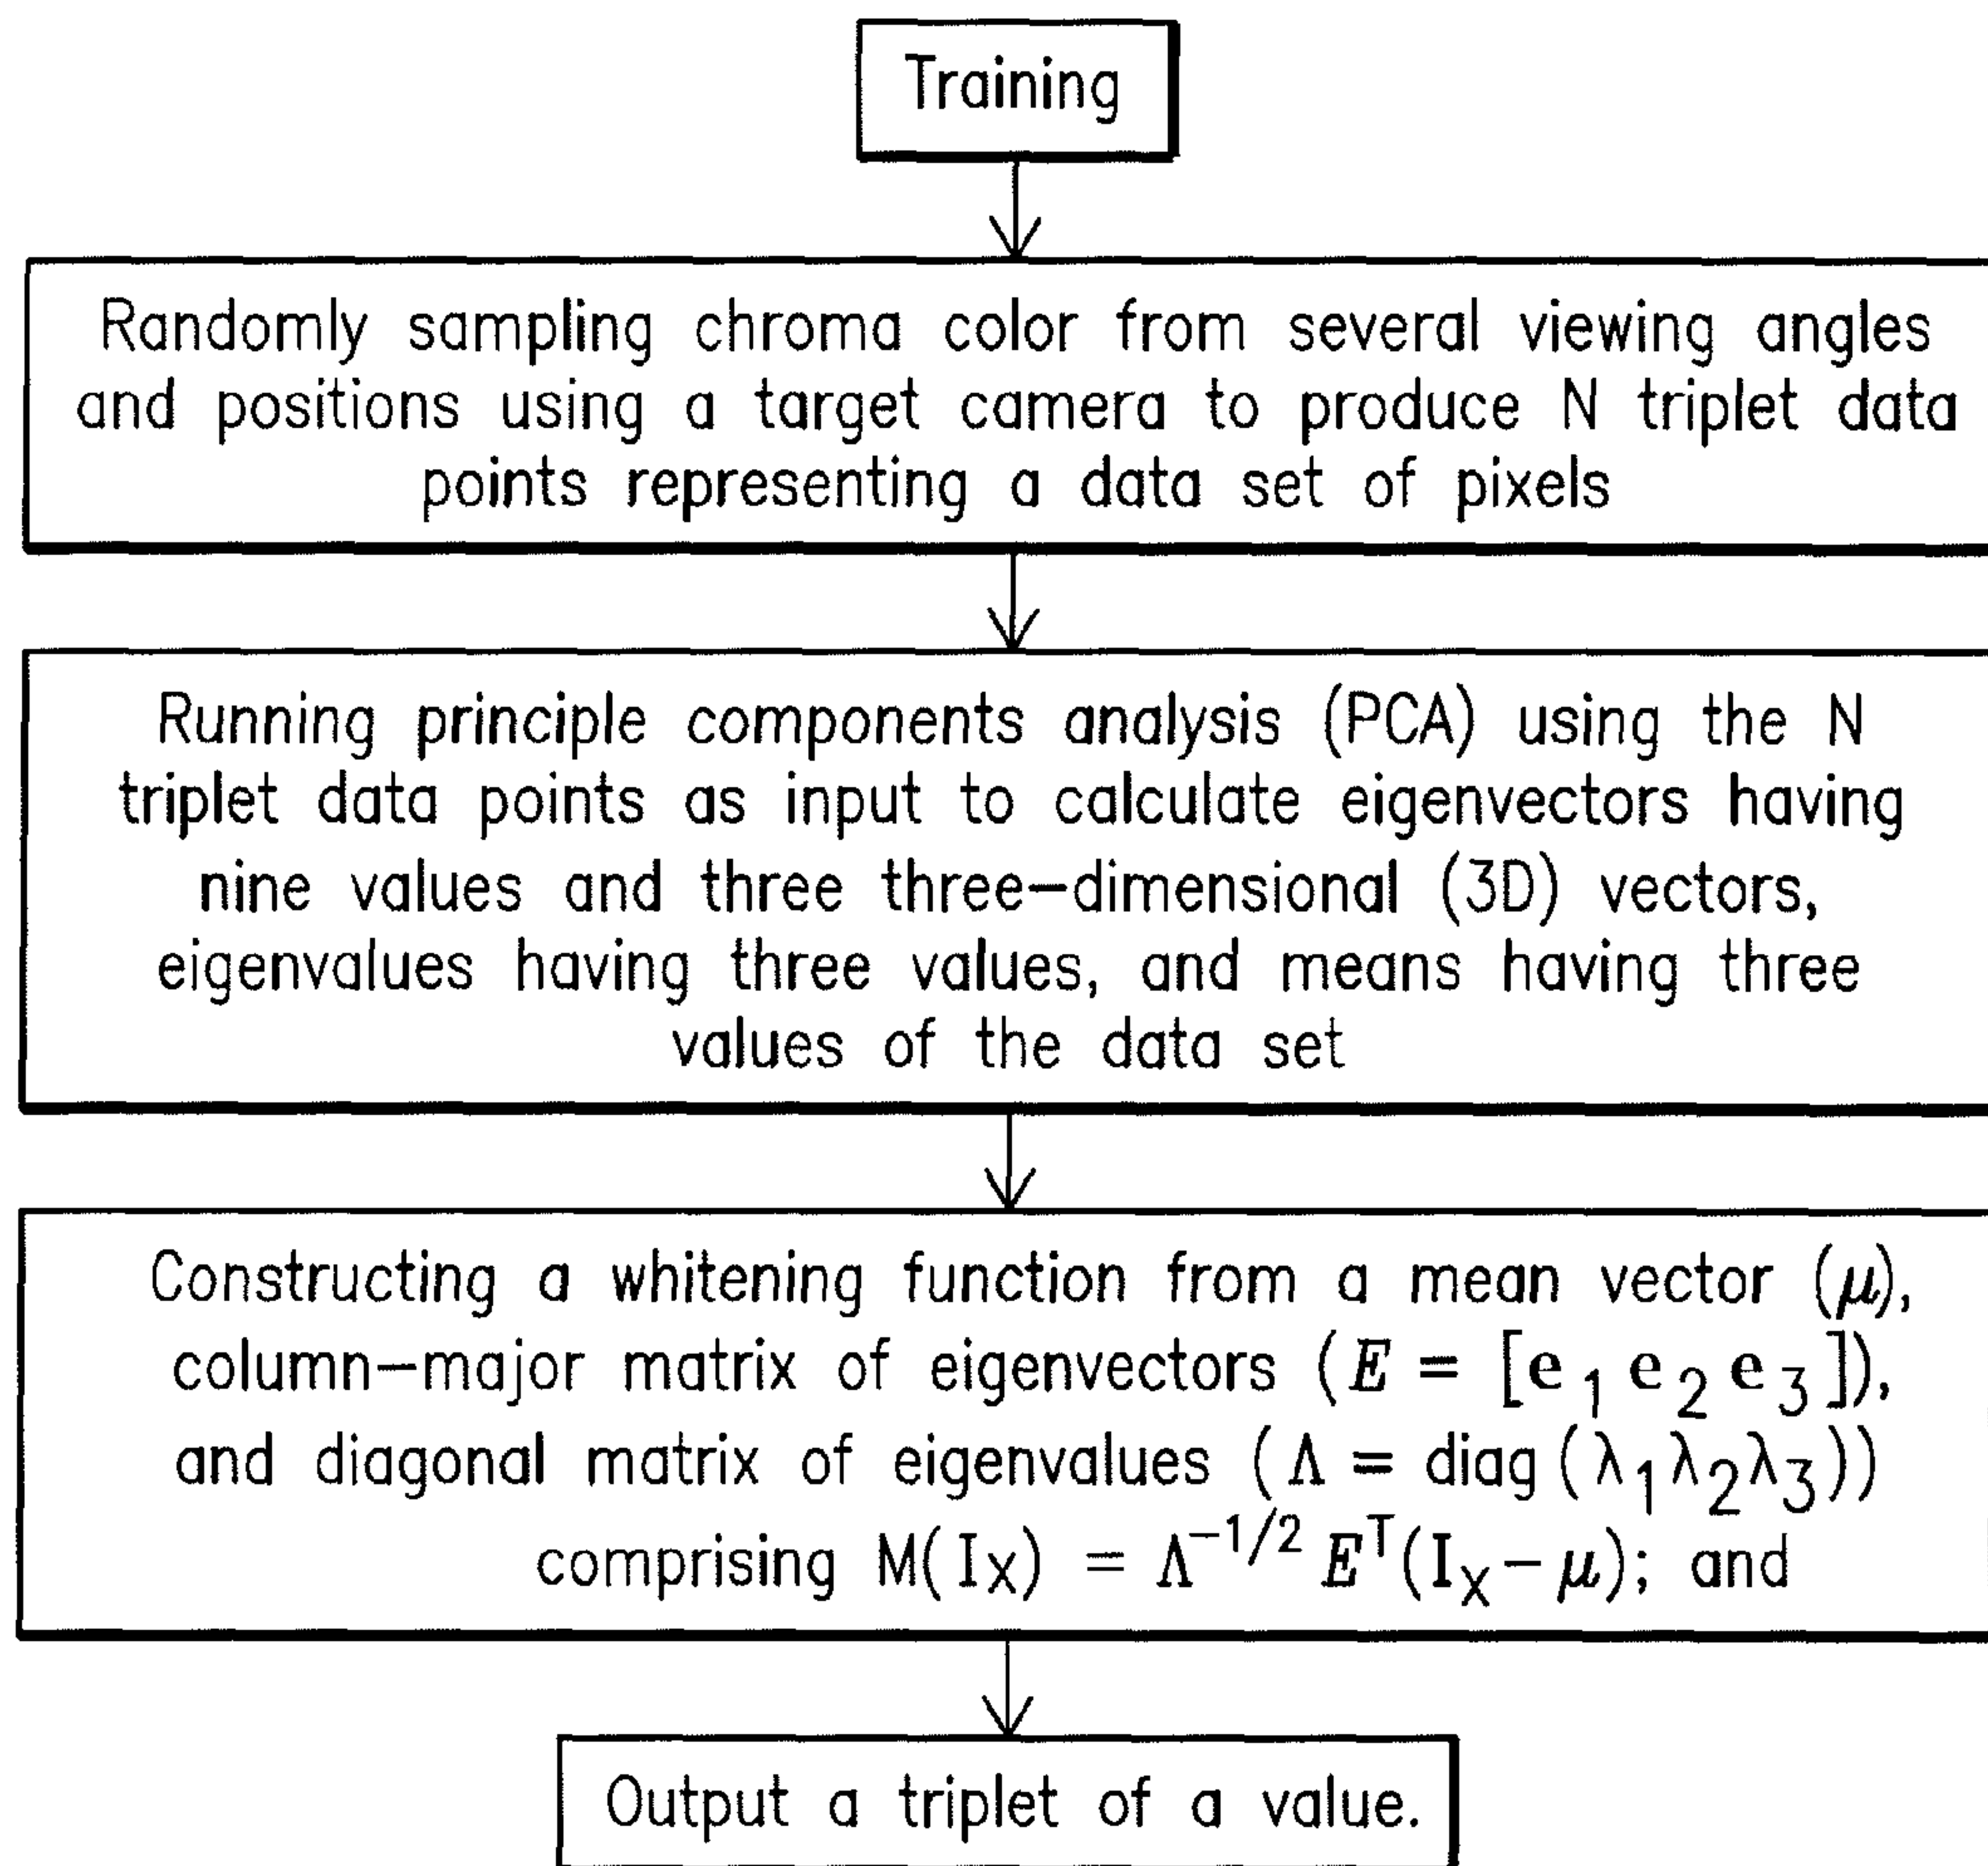 Training
Randomly sampling chroma color from several viewing angles
and positions using a target camera to produce N triplet data
points representing a data set of pixels
Running principle components analysis (PCA) using the N
triplet data points as input to calculate eigenvectors having
nine values and three three-dimensional (3D) vectors,
eigenvalues having three values, and means having three
values of the data set
Constructing a whitening function from a mean vector (μ),
column-major matrix of eigenvectors (E = [e₁ e₂ e₃]),
and diagonal matrix of eigenvalues (Λ = diag (λ₁λ₂λ₃))
comprising M(Iₓ) = Λ⁻¹/² Eᵀ(Iₓ-μ); and
Output a triplet of a value.